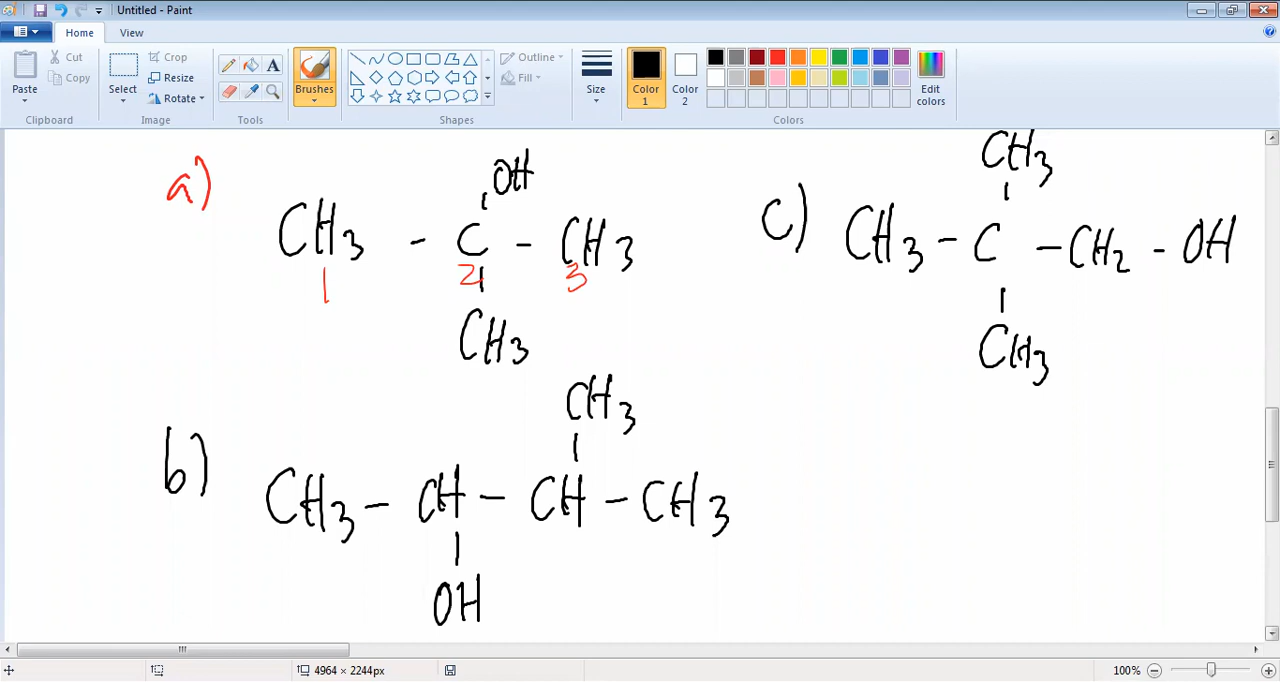 Untitled - Paint
Home View
Paste
Cut
Copy
Clipboard
Select
Crop
Resize
Rotate
Image
A
Tools
Brushes
Outline
Fill
Shapes
Size
Color 1
Color 2
Edit colors
Colors
a)
OH
CH3 - C - CH3
1 2 3
CH3
c)
CH3
CH3 - C - CH2 - OH
CH3
b)
CH3
CH3 - CH - CH - CH3
OH
4964 × 2244px
100%